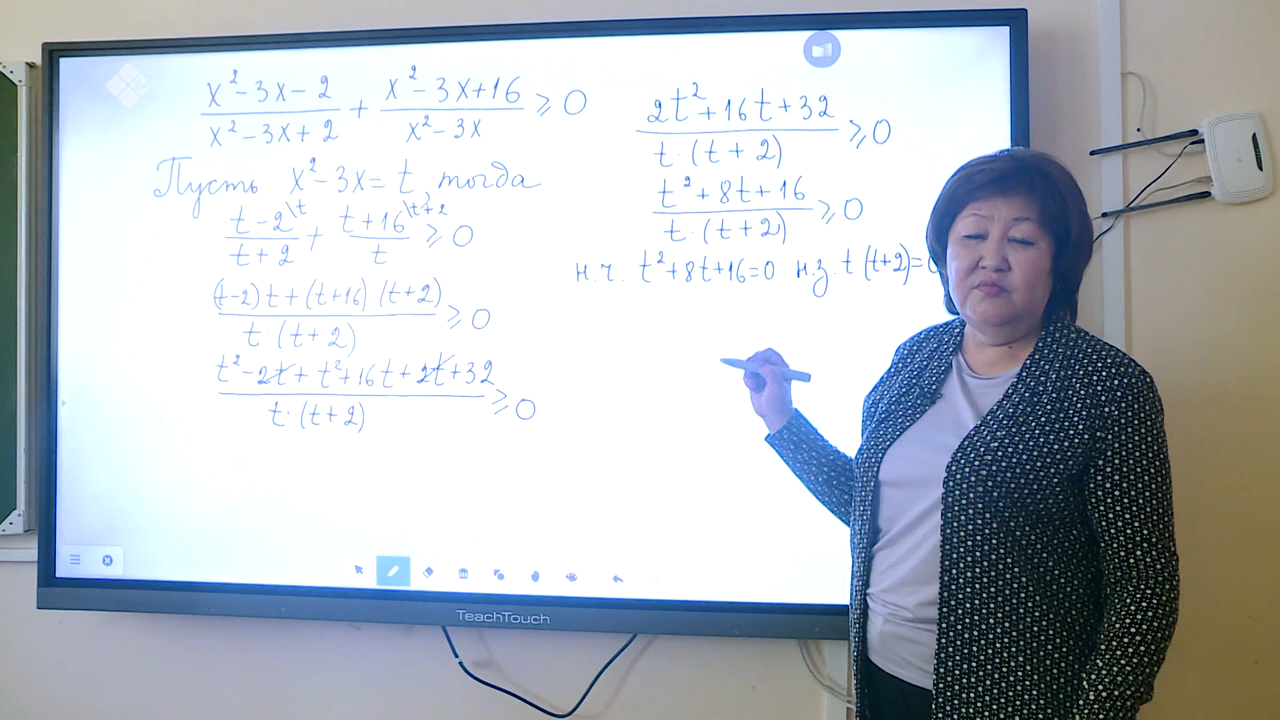 (x² - 3x - 2)/(x² - 3x + 2) + (x² - 3x + 16)/(x² - 3x) ≥ 0
Пусть x² - 3x = t, тогда
(t - 2)/(t + 2) \t + (t + 16)/t \t+2 ≥ 0
((t-2)t + (t+16)·(t+2))/(t·(t+2)) ≥ 0
(t² - 2t + t² + 16t + 2t + 32)/(t·(t+2)) ≥ 0
(2t² + 16t + 32)/(t·(t+2)) ≥ 0
(t² + 8t + 16)/(t·(t+2)) ≥ 0
н.ч. t² + 8t + 16 = 0 н.з. t(t+2) = 0
TeachTouch